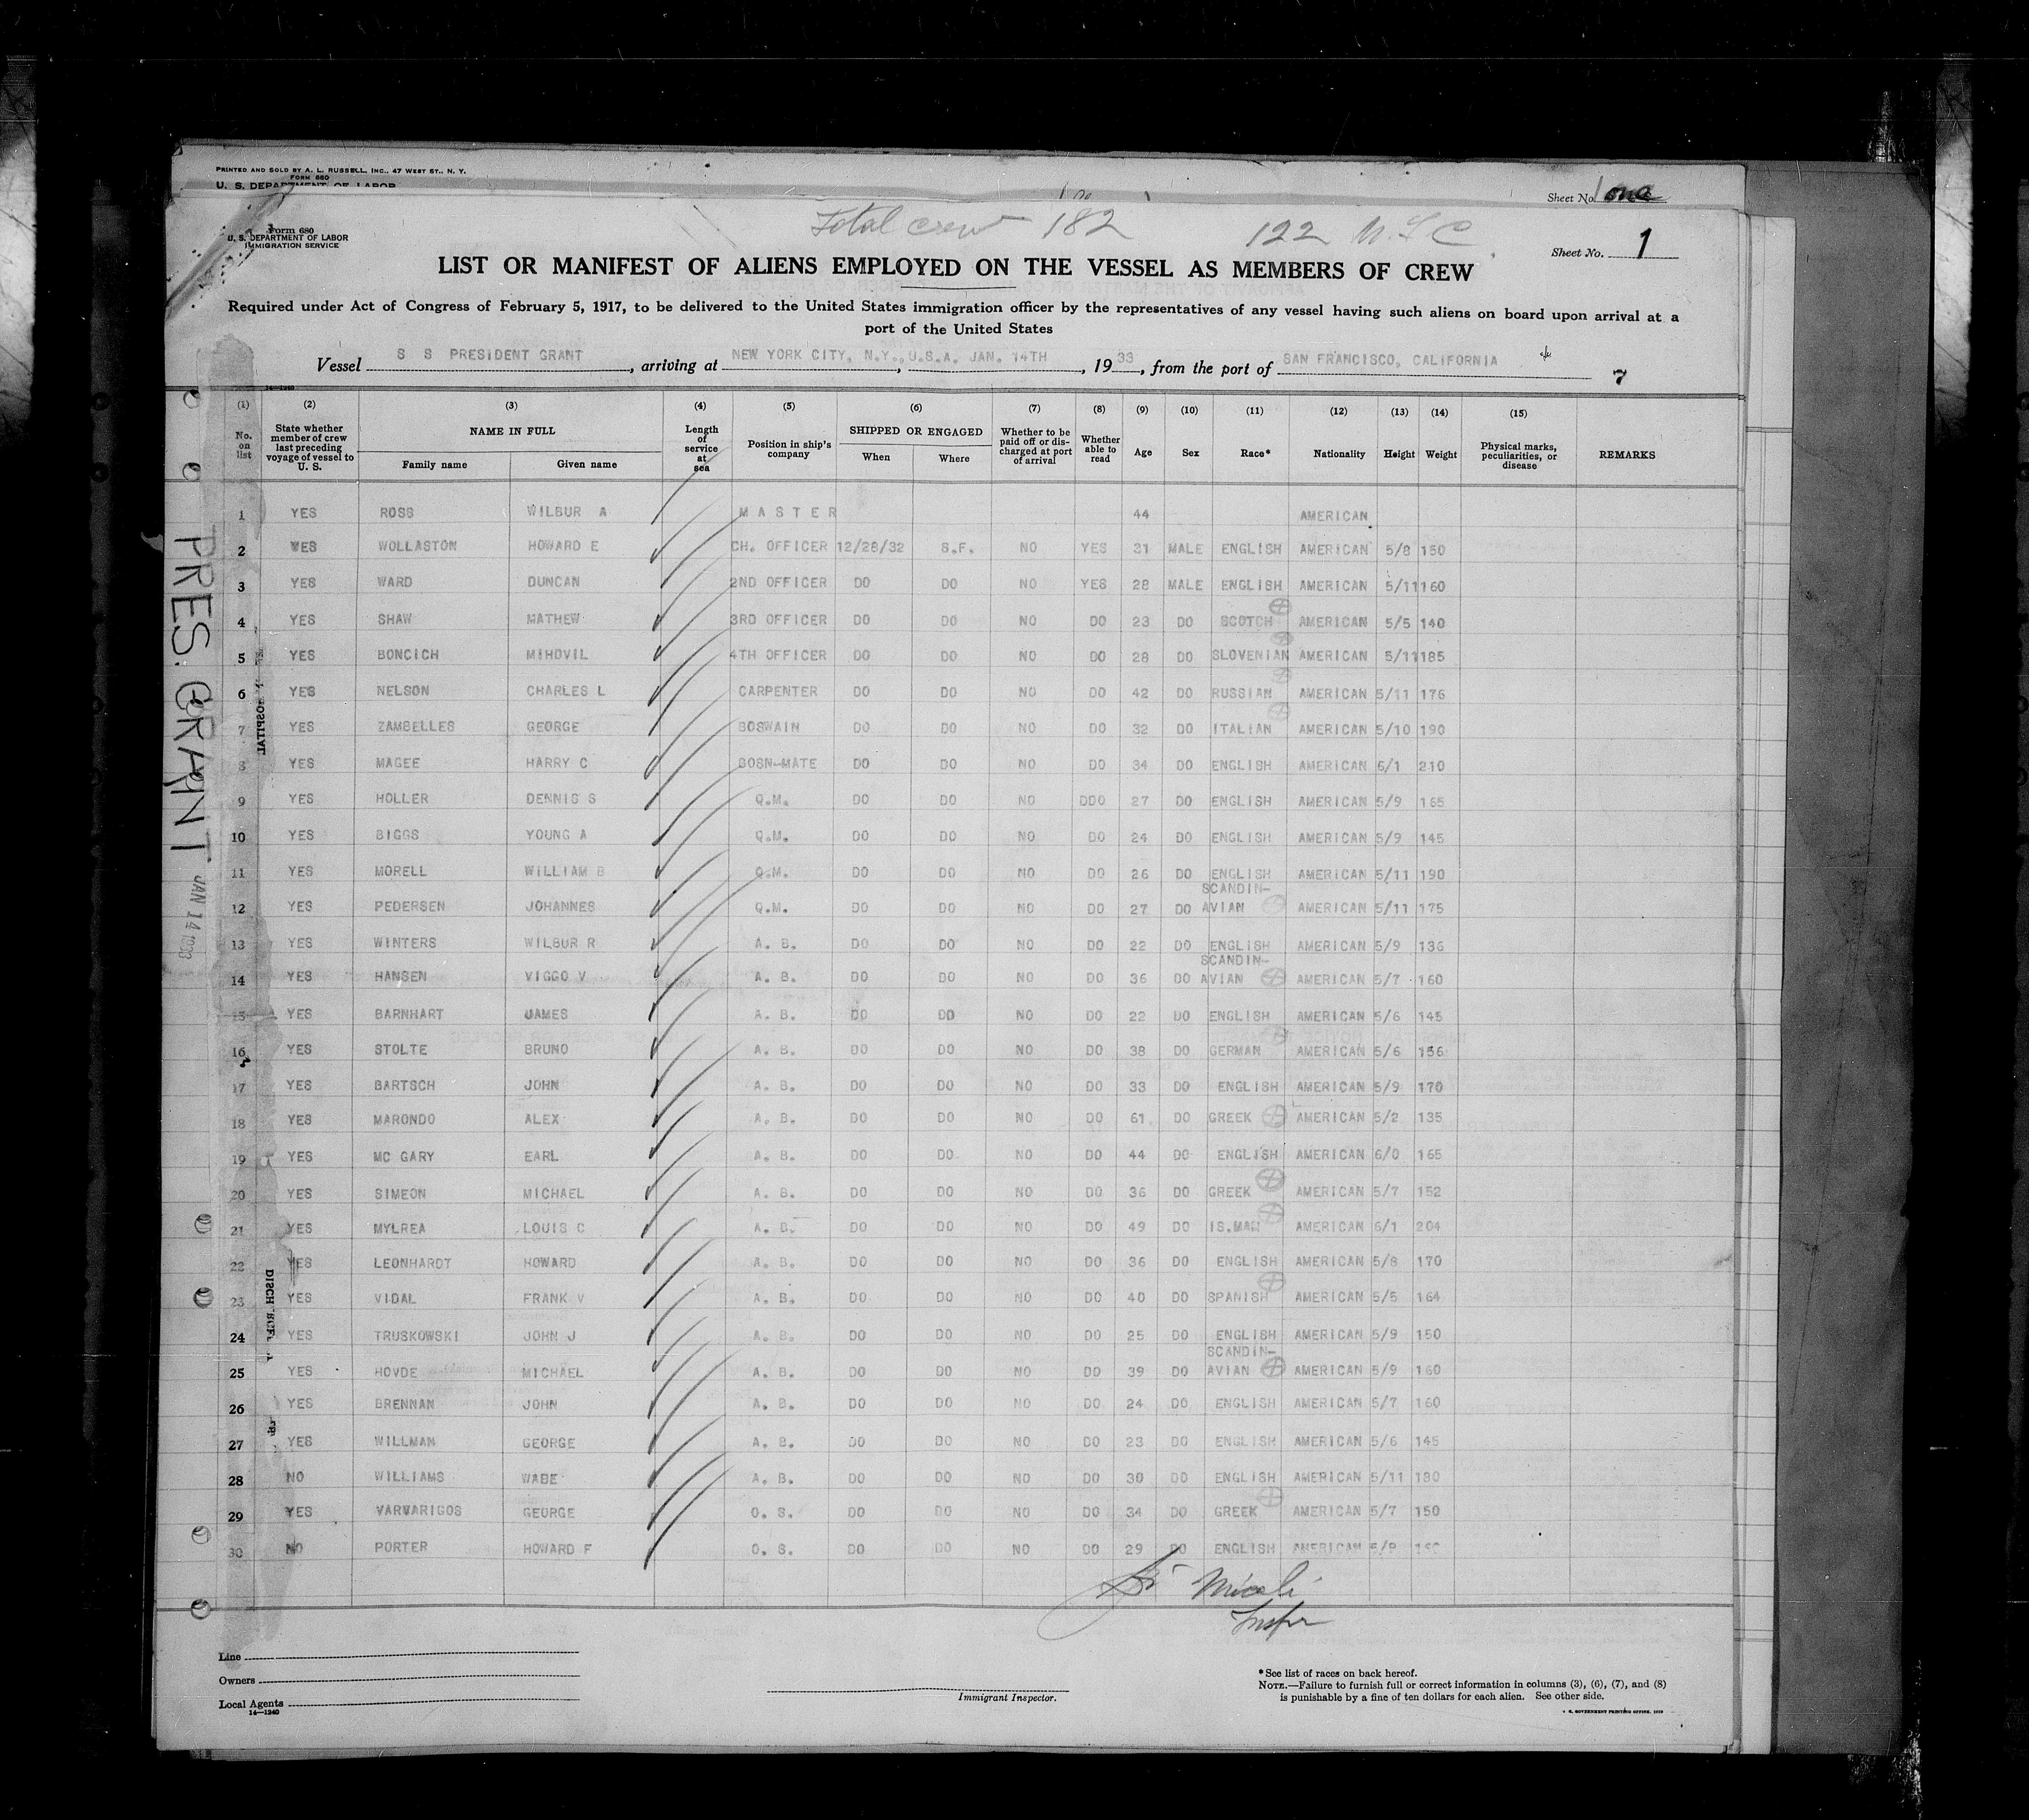 PRINTED AND SOLD BY A. L. RUSSELL, INC., 47 WEST ST., N. Y.
FORM 680
U. S. DEPARTMENT OF LABOR
Sheet No. 1 one
Total crew 182 122
Form 680
U. S. DEPARTMENT OF LABOR
IMMIGRATION SERVICE
Sheet No. 1
LIST OR MANIFEST OF ALIENS EMPLOYED ON THE VESSEL AS MEMBERS OF CREW
Required under Act of Congress of February 5, 1917, to be delivered to the United States immigration officer by the representatives of any vessel having such aliens on board upon arrival at a
port of the United States
Vessel S S PRESIDENT GRANT, arriving at NEW YORK CITY, N.Y., U.S.A. JAN. 14TH, 1933, from the port of SAN FRANCISCO, CALIFORNIA
7
14—1240
(1) (2) (3) (4) (5) (6) (7) (8) (9) (10) (11) (12) (13) (14) (15)
No. on list State whether member of crew last preceding voyage of vessel to U. S. NAME IN FULL Family name Given name Length of service at sea Position in ship's company SHIPPED OR ENGAGED When Where Whether to be paid off or discharged at port of arrival Whether able to read Age Sex Race* Nationality Height Weight Physical marks, peculiarities, or disease REMARKS
1 YES ROSS WILBUR A MASTER 44 AMERICAN
2 YES WOLLASTON HOWARD E CH. OFFICER 12/28/32 S.F. NO YES 31 MALE ENGLISH AMERICAN 5/8 150
3 YES WARD DUNCAN 2ND OFFICER DO DO NO YES 28 MALE ENGLISH AMERICAN 5/11 160
4 YES SHAW MATHEW 3RD OFFICER DO DO NO DO 23 DO SCOTCH AMERICAN 5/5 140
5 YES BONCICH MIHOVIL 4TH OFFICER DO DO NO DO 28 DO SLOVENIAN AMERICAN 5/11 185
6 YES NELSON CHARLES L CARPENTER DO DO NO DO 42 DO RUSSIAN AMERICAN 5/11 176
7 YES ZAMBELLES GEORGE BOSWAIN DO DO NO DO 32 DO ITALIAN AMERICAN 5/10 190
8 YES MAGEE HARRY C BOSN-MATE DO DO NO DO 34 DO ENGLISH AMERICAN 6/1 210
9 YES HOLLER DENNIS S Q.M. DO DO NO DDO 27 DO ENGLISH AMERICAN 5/9 165
10 YES BIGGS YOUNG A Q.M. DO DO NO DO 24 DO ENGLISH AMERICAN 5/9 145
11 YES MORELL WILLIAM B Q.M. DO DO NO DO 26 DO ENGLISH AMERICAN 5/11 190
12 YES PEDERSEN JOHANNES Q.M. DO DO NO DO 27 DO SCANDIN-AVIAN AMERICAN 5/11 175
13 YES WINTERS WILBUR R A. B. DO DO NO DO 22 DO ENGLISH AMERICAN 5/9 136
14 YES HANSEN VIGGO V A. B. DO DO NO DO 36 DO SCANDIN-AVIAN AMERICAN 5/7 160
15 YES BARNHART JAMES A. B. DO DO NO DO 22 DO ENGLISH AMERICAN 5/6 145
16 YES STOLTE BRUNO A. B. DO DO NO DO 38 DO GERMAN AMERICAN 5/6 156
17 YES BARTSCH JOHN A. B. DO DO NO DO 33 DO ENGLISH AMERICAN 5/9 170
18 YES MARONDO ALEX A. B. DO DO NO DO 61 DO GREEK AMERICAN 5/2 135
19 YES MC GARY EARL A. B. DO DO NO DO 44 DO ENGLISH AMERICAN 6/0 165
20 YES SIMEON MICHAEL A. B. DO DO NO DO 36 DO GREEK AMERICAN 5/7 152
21 YES MYLREA LOUIS C A. B. DO DO NO DO 49 DO IS.MAN AMERICAN 6/1 204
22 YES LEONHARDT HOWARD A. B. DO DO NO DO 36 DO ENGLISH AMERICAN 5/8 170
23 YES VIDAL FRANK V A. B. DO DO NO DO 40 DO SPANISH AMERICAN 5/5 164
24 YES TRUSKOWSKI JOHN J A. B. DO DO NO DO 25 DO ENGLISH AMERICAN 5/9 150
25 YES HOVDE MICHAEL A. B. DO DO NO DO 39 DO SCANDIN-AVIAN AMERICAN 5/9 160
26 YES BRENNAN JOHN A. B. DO DO NO DO 24 DO ENGLISH AMERICAN 5/7 160
27 YES WILLMAN GEORGE A. B. DO DO NO DO 23 DO ENGLISH AMERICAN 5/6 145
28 NO WILLIAMS WADE A. B. DO DO NO DO 30 DO ENGLISH AMERICAN 5/11 180
29 YES VARVARIGOS GEORGE O. S. DO DO NO DO 34 DO GREEK AMERICAN 5/7 150
30 NO PORTER HOWARD F O. S. DO DO NO DO 29 DO ENGLISH AMERICAN
PRES. GRANT JAN 14 1933
HOSPITAL
Line
Owners
Local Agents
14—1240
Immigrant Inspector.
*See list of races on back hereof.
NOTE.—Failure to furnish full or correct information in columns (3), (6), (7), and (8)
is punishable by a fine of ten dollars for each alien. See other side.